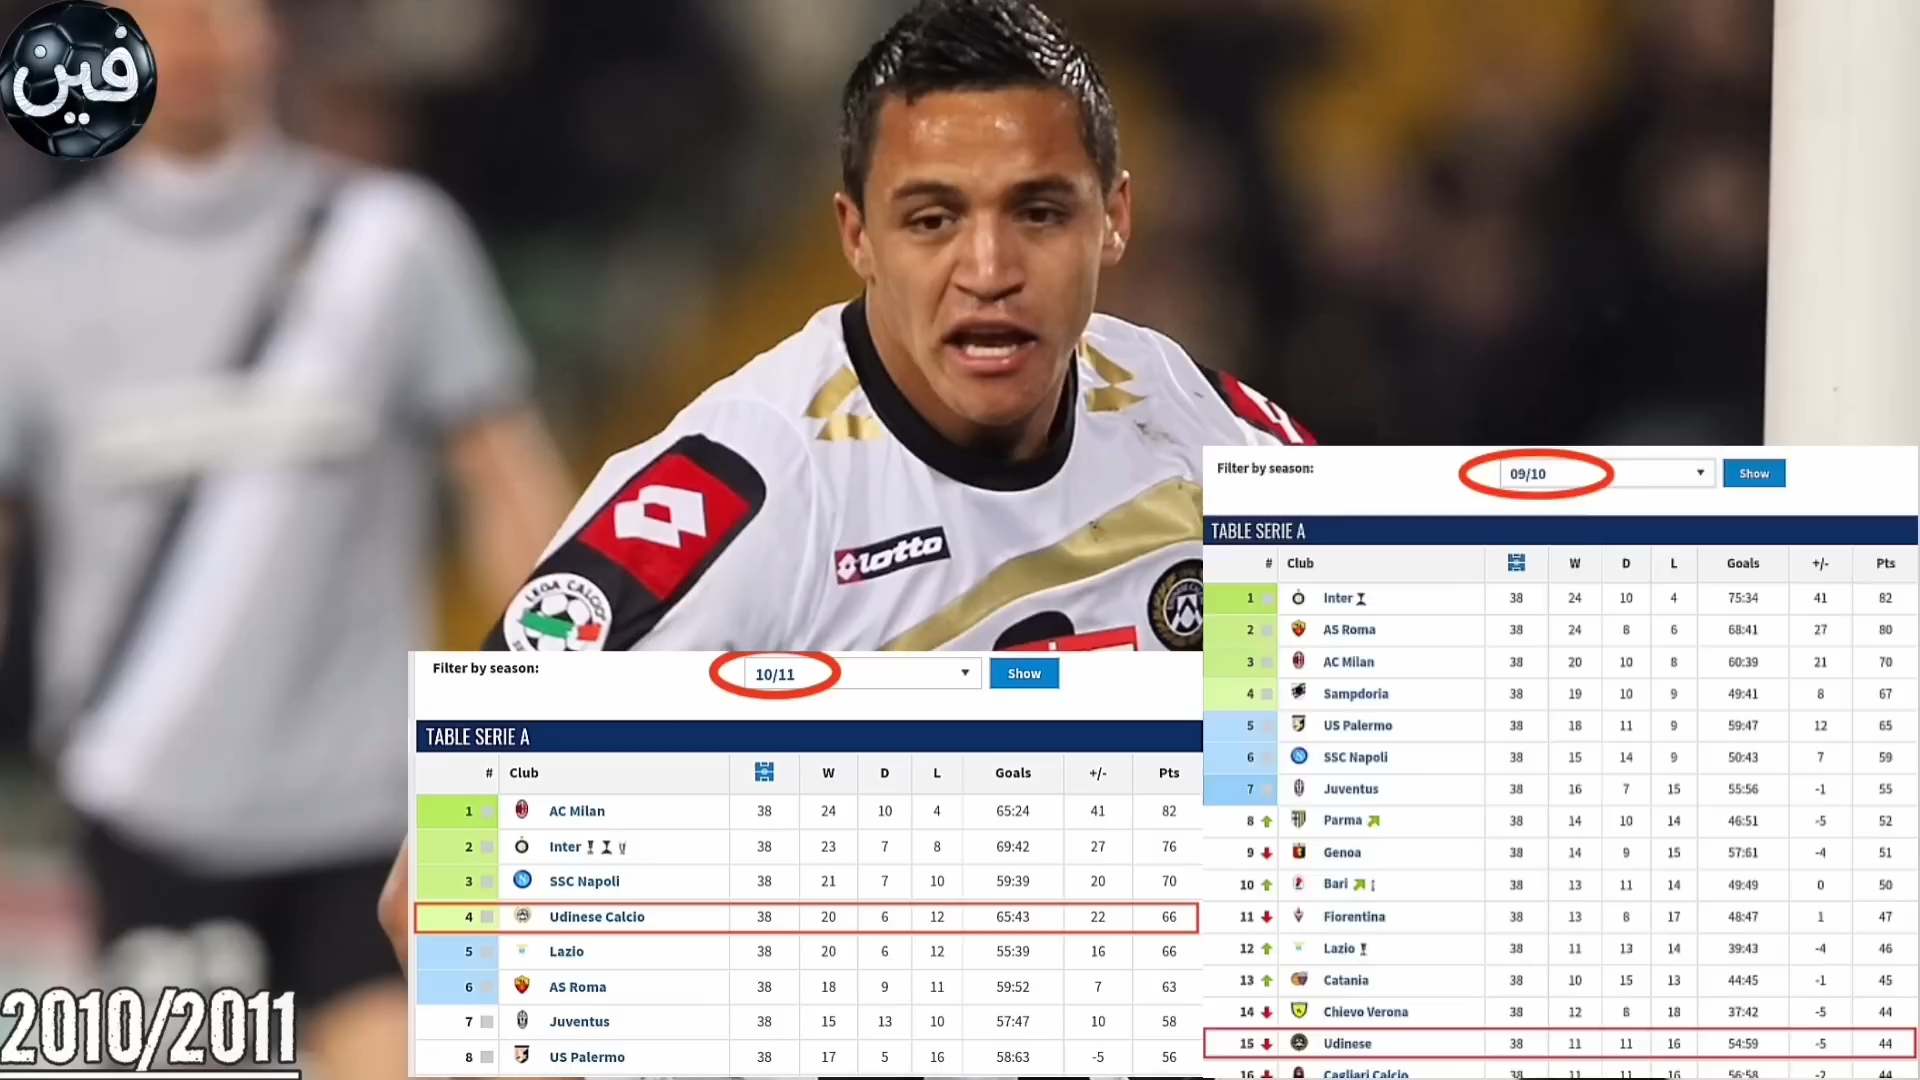 فين
lotto
LEGA CALCIO
2010/2011
Filter by season: 10/11 Show
TABLE SERIE A
# Club W D L Goals +/- Pts
1 AC Milan 38 24 10 4 65:24 41 82
2 Inter 38 23 7 8 69:42 27 76
3 SSC Napoli 38 21 7 10 59:39 20 70
4 Udinese Calcio 38 20 6 12 65:43 22 66
5 Lazio 38 20 6 12 55:39 16 66
6 AS Roma 38 18 9 11 59:52 7 63
7 Juventus 38 15 13 10 57:47 10 58
8 US Palermo 38 17 5 16 58:63 -5 56
Filter by season: 09/10 Show
TABLE SERIE A
# Club W D L Goals +/- Pts
1 Inter 38 24 10 4 75:34 41 82
2 AS Roma 38 24 8 6 68:41 27 80
3 AC Milan 38 20 10 8 60:39 21 70
4 Sampdoria 38 19 10 9 49:41 8 67
5 US Palermo 38 18 11 9 59:47 12 65
6 SSC Napoli 38 15 14 9 50:43 7 59
7 Juventus 38 16 7 15 55:56 -1 55
8 Parma 38 14 10 14 46:51 -5 52
9 Genoa 38 14 9 15 57:61 -4 51
10 Bari 38 13 11 14 49:49 0 50
11 Fiorentina 38 13 8 17 48:47 1 47
12 Lazio 38 11 13 14 39:43 -4 46
13 Catania 38 10 15 13 44:45 -1 45
14 Chievo Verona 38 12 8 18 37:42 -5 44
15 Udinese 38 11 11 16 54:59 -5 44
16 Cagliari Calcio 38 11 11 16 56:58 -2 44